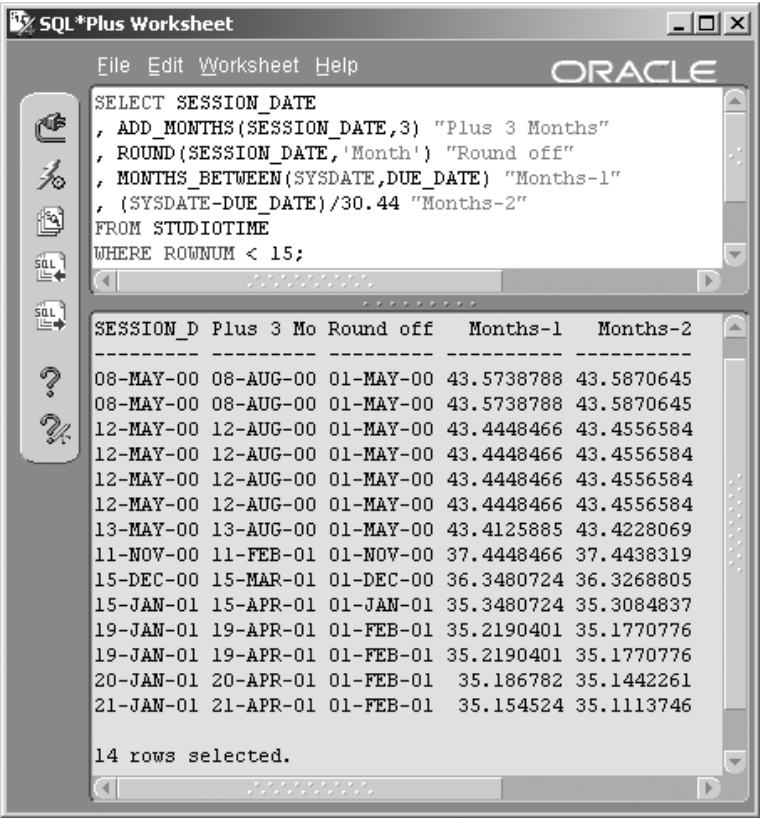 SQL*Plus Worksheet
File Edit Worksheet Help
ORACLE
SELECT SESSION_DATE
, ADD_MONTHS(SESSION_DATE,3) "Plus 3 Months"
, ROUND(SESSION_DATE,'Month') "Round off"
, MONTHS_BETWEEN(SYSDATE,DUE_DATE) "Months-1"
, (SYSDATE-DUE_DATE)/30.44 "Months-2"
FROM STUDIOTIME
WHERE ROWNUM < 15;
SESSION_D Plus 3 Mo Round off   Months-1   Months-2
--------- --------- --------- ---------- ----------
08-MAY-00 08-AUG-00 01-MAY-00 43.5738788 43.5870645
08-MAY-00 08-AUG-00 01-MAY-00 43.5738788 43.5870645
12-MAY-00 12-AUG-00 01-MAY-00 43.4448466 43.4556584
12-MAY-00 12-AUG-00 01-MAY-00 43.4448466 43.4556584
12-MAY-00 12-AUG-00 01-MAY-00 43.4448466 43.4556584
12-MAY-00 12-AUG-00 01-MAY-00 43.4448466 43.4556584
13-MAY-00 13-AUG-00 01-MAY-00 43.4125885 43.4228069
11-NOV-00 11-FEB-01 01-NOV-00 37.4448466 37.4438319
15-DEC-00 15-MAR-01 01-DEC-00 36.3480724 36.3268805
15-JAN-01 15-APR-01 01-JAN-01 35.3480724 35.3084837
19-JAN-01 19-APR-01 01-FEB-01 35.2190401 35.1770776
19-JAN-01 19-APR-01 01-FEB-01 35.2190401 35.1770776
20-JAN-01 20-APR-01 01-FEB-01  35.186782 35.1442261
21-JAN-01 21-APR-01 01-FEB-01  35.154524 35.1113746
14 rows selected.